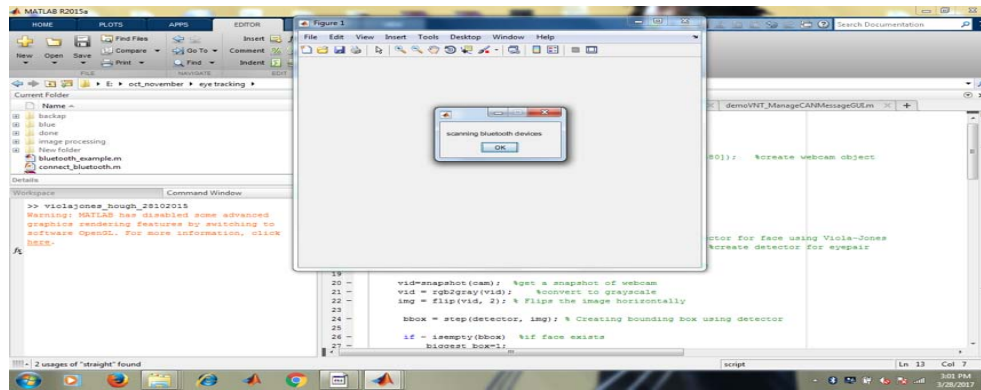 MATLAB R2015a
HOME PLOTS APPS EDITOR
Search Documentation
New Open Save
Find Files
Compare
Print
Go To
Find
Insert
Comment
Indent
FILE NAVIGATE EDIT
E: oct_november eye tracking
Current Folder
Name
backap
blue
done
image processing
New folder
bluetooth_example.m
connect_bluetooth.m
Details
Workspace Command Window
>> violajones_hough_28102015
Warning: MATLAB has disabled some advanced
graphics rendering features by switching to
software OpenGL. For more information, click
here.
fx
Figure 1
File Edit View Insert Tools Desktop Window Help
scanning bluetooth devices
OK
demoVNT_ManageCANMessageGUI.m
80]); %create webcam object
ctor for face using Viola-Jones
%create detector for eyepair
19
20 - vid=snapshot(cam); %get a snapshot of webcam
21 - vid = rgb2gray(vid); %convert to grayscale
22 - img = flip(vid, 2); % Flips the image horizontally
23
24 - bbox = step(detector, img); % Creating bounding box using detector
25
26 - if ~ isempty(bbox) %if face exists
27 - biggest_box=1;
2 usages of "straight" found
script Ln 13 Col 7
3:01 PM
3/28/2017